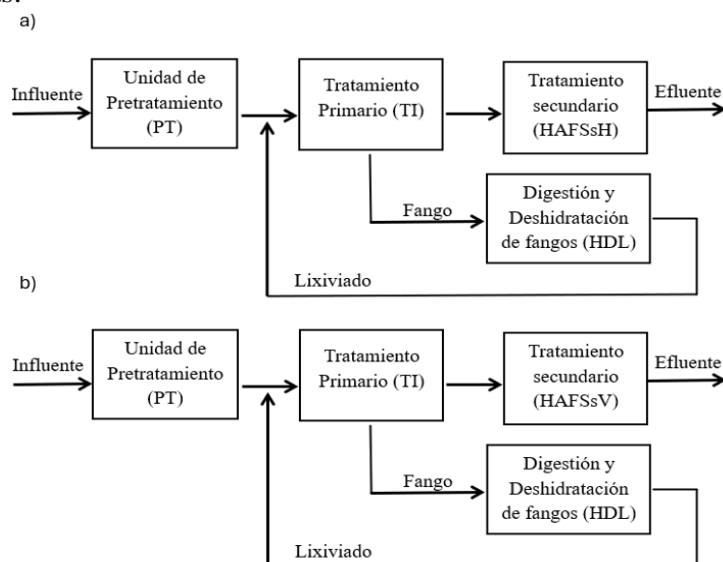 a)
Influente
Unidad de
Pretratamiento
(PT)
Tratamiento
Primario (TI)
Tratamiento
secundario
(HAFSsH)
Efluente
Fango
Digestión y
Deshidratación
de fangos (HDL)
Lixiviado
b)
Influente
Unidad de
Pretratamiento
(PT)
Tratamiento
Primario (TI)
Tratamiento
secundario
(HAFSsV)
Efluente
Fango
Digestión y
Deshidratación
de fangos (HDL)
Lixiviado